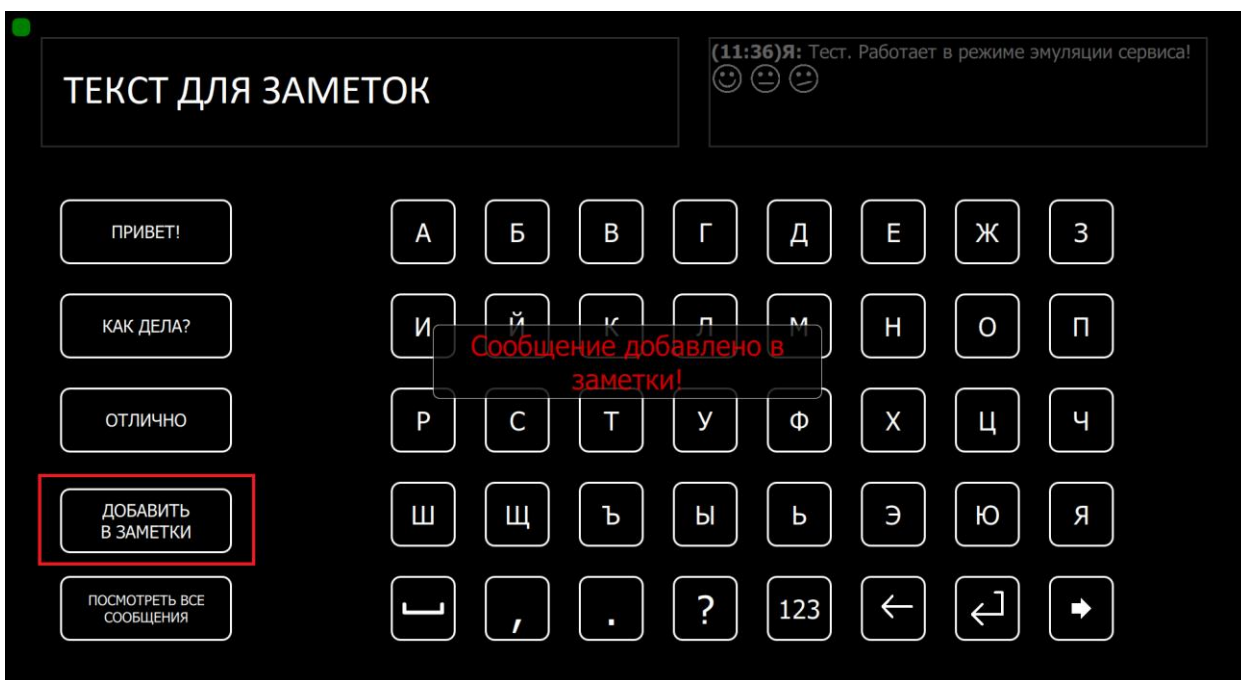 ТЕКСТ ДЛЯ ЗАМЕТОК
(11:36)Я: Тест. Работает в режиме эмуляции сервиса!
ПРИВЕТ!
А Б В Г Д Е Ж З
КАК ДЕЛА?
И Й К Л М Н О П
Сообщение добавлено в
заметки!
ОТЛИЧНО
Р С Т У Ф Х Ц Ч
ДОБАВИТЬ
В ЗАМЕТКИ
Ш Щ Ъ Ы Ь Э Ю Я
ПОСМОТРЕТЬ ВСЕ
СООБЩЕНИЯ
, . ? 123